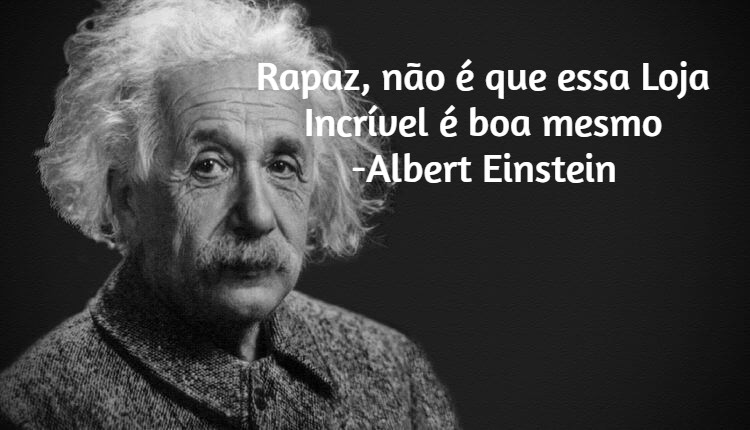 Rapaz, não é que essa Loja
Incrível é boa mesmo
-Albert Einstein